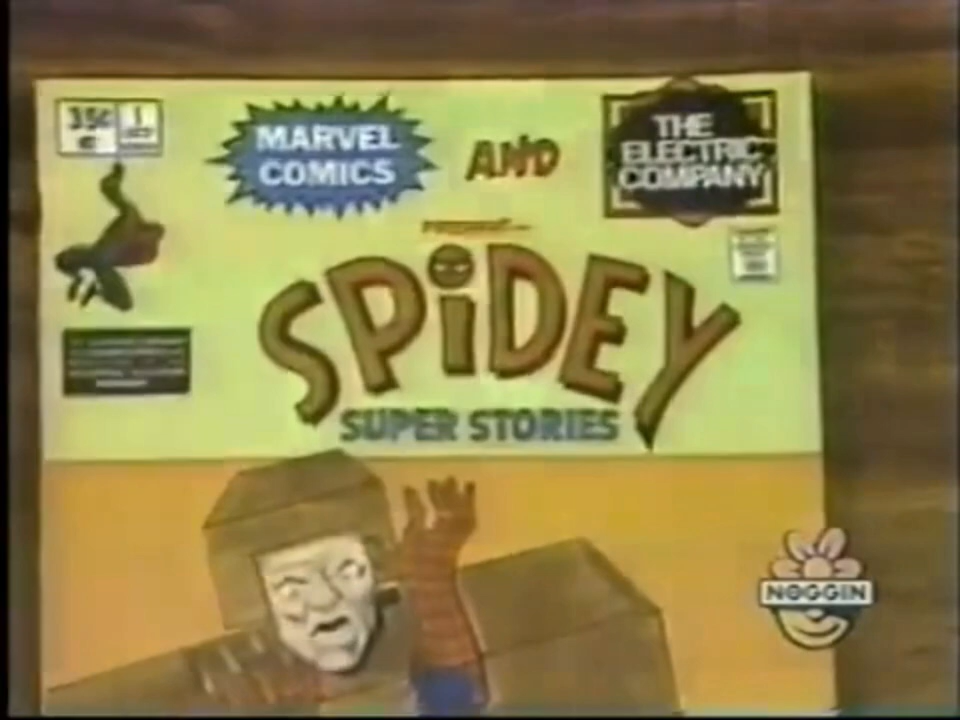 35¢
1
MARVEL
COMICS
AND
THE
ELECTRIC
COMPANY
PRESENT
SPiDEY
SUPER STORIES
NOGGIN